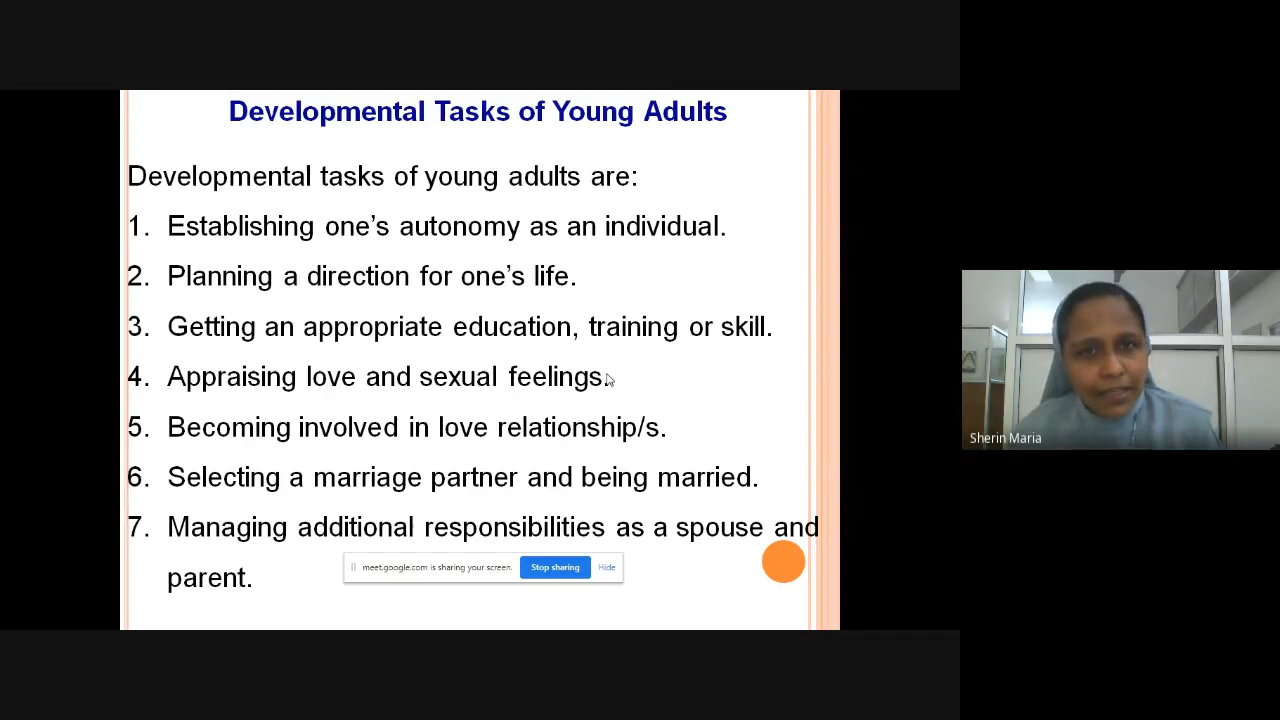 Developmental Tasks of Young Adults
Developmental tasks of young adults are:
1. Establishing one’s autonomy as an individual.
2. Planning a direction for one’s life.
3. Getting an appropriate education, training or skill.
4. Appraising love and sexual feelings.
5. Becoming involved in love relationship/s.
6. Selecting a marriage partner and being married.
7. Managing additional responsibilities as a spouse and
parent.
meet.google.com is sharing your screen. Stop sharing Hide
Sherin Maria